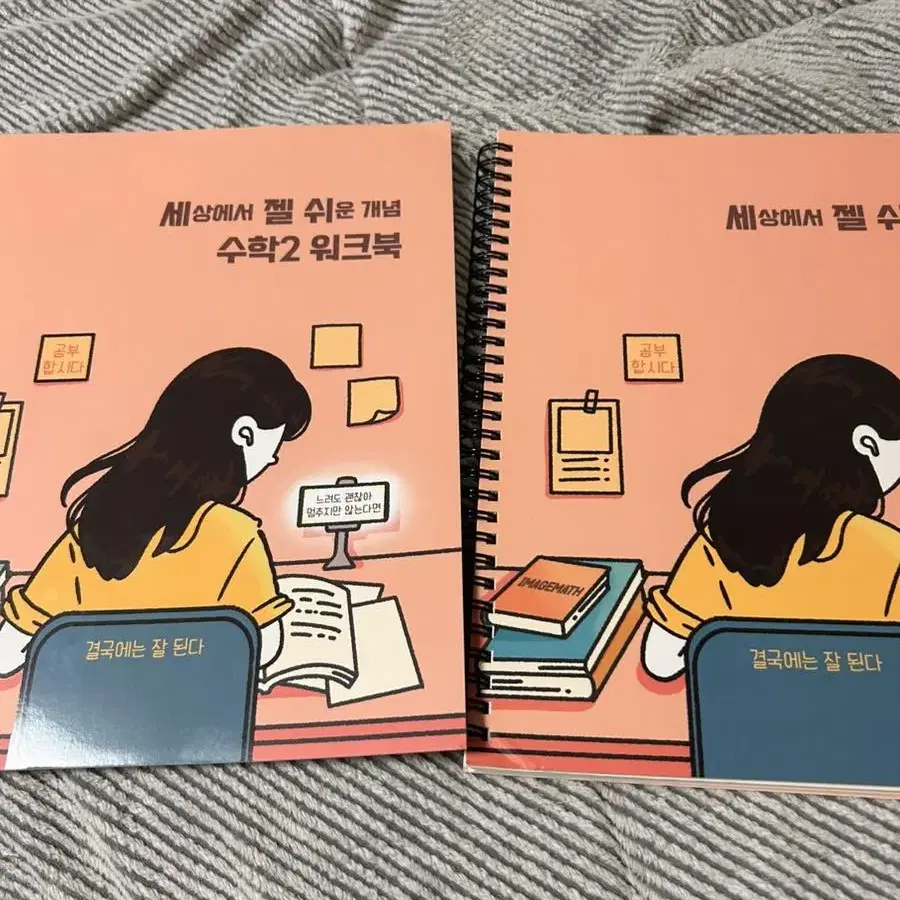 세상에서 젤 쉬운 개념
수학2 워크북
공부
합시다
느려도 괜찮아
멈추지만 않는다면
결국에는 잘 된다
세상에서 젤
공부
합시다
IMAGEMATH
결국에는 잘 된다